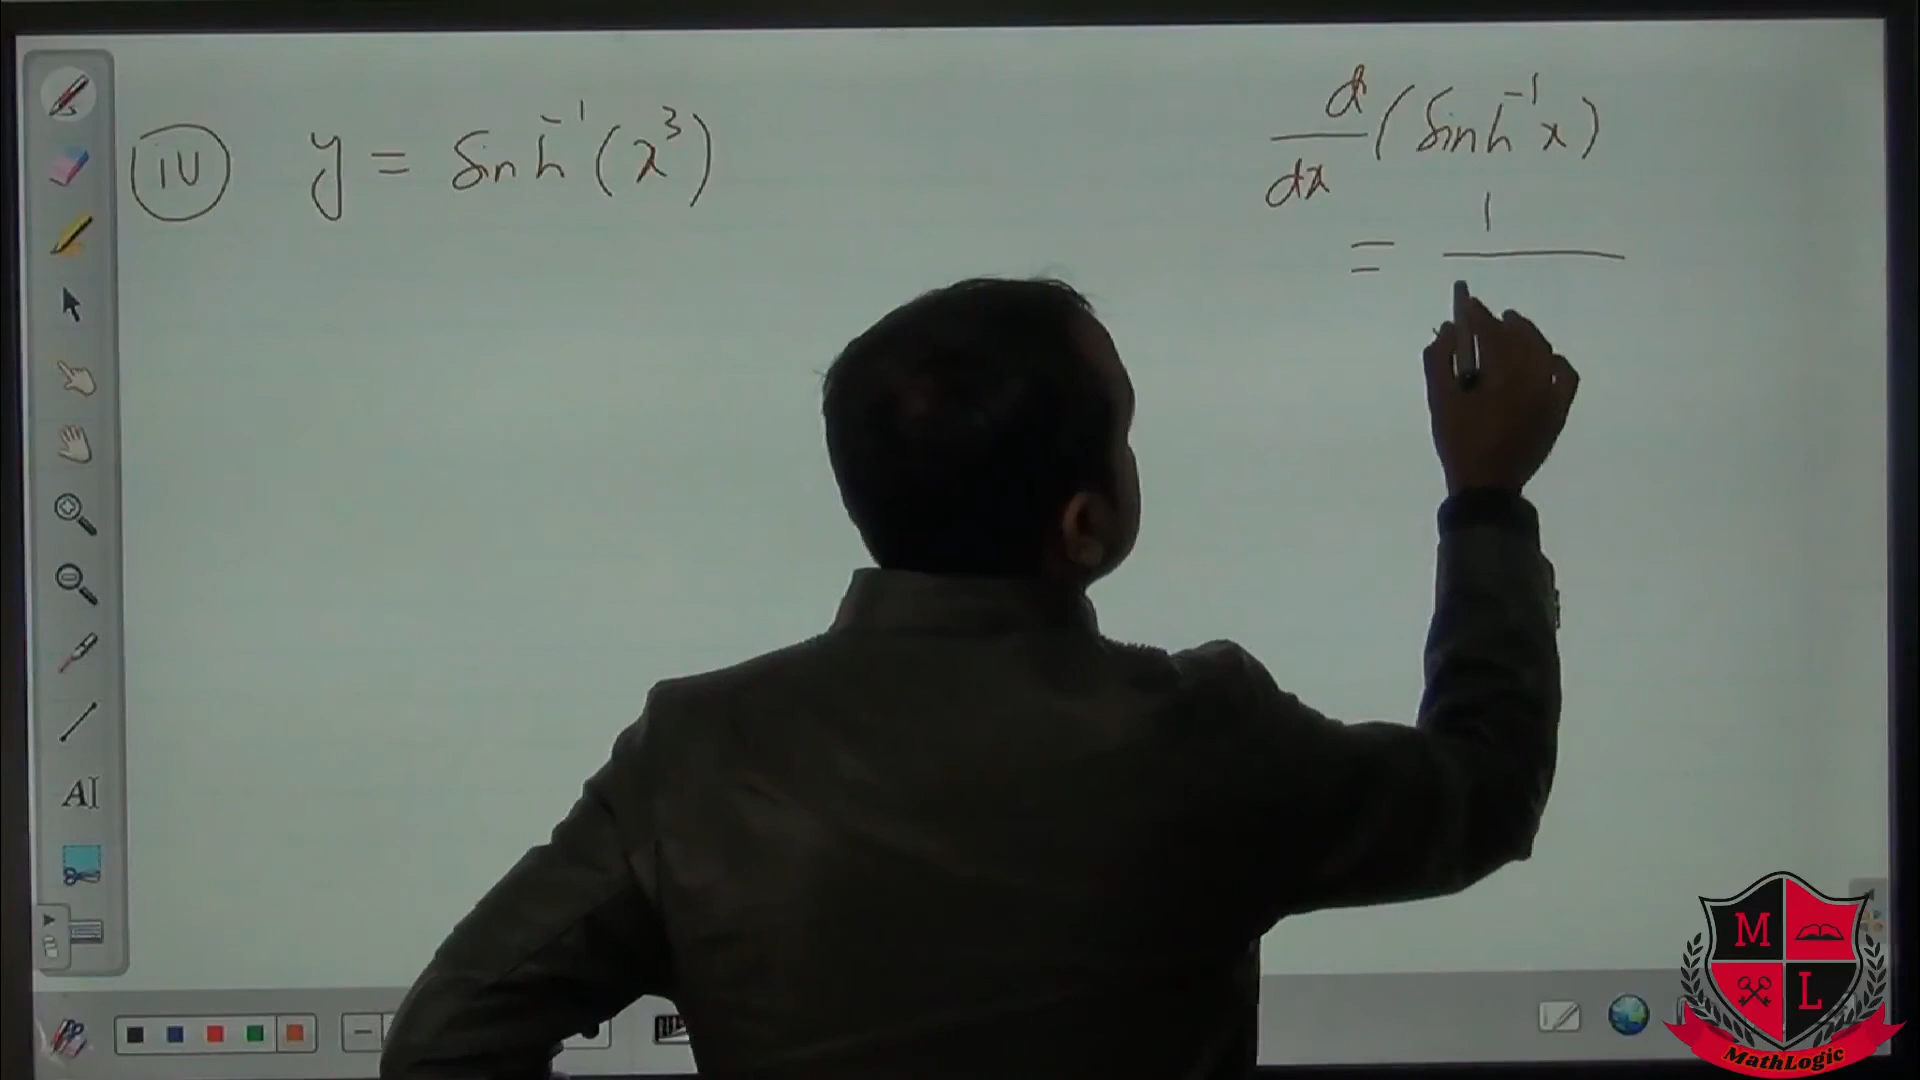 (iv) y = sinh⁻¹(x³)
d/dx (sinh⁻¹x)
= 1/
AI
M
L
MathLogic